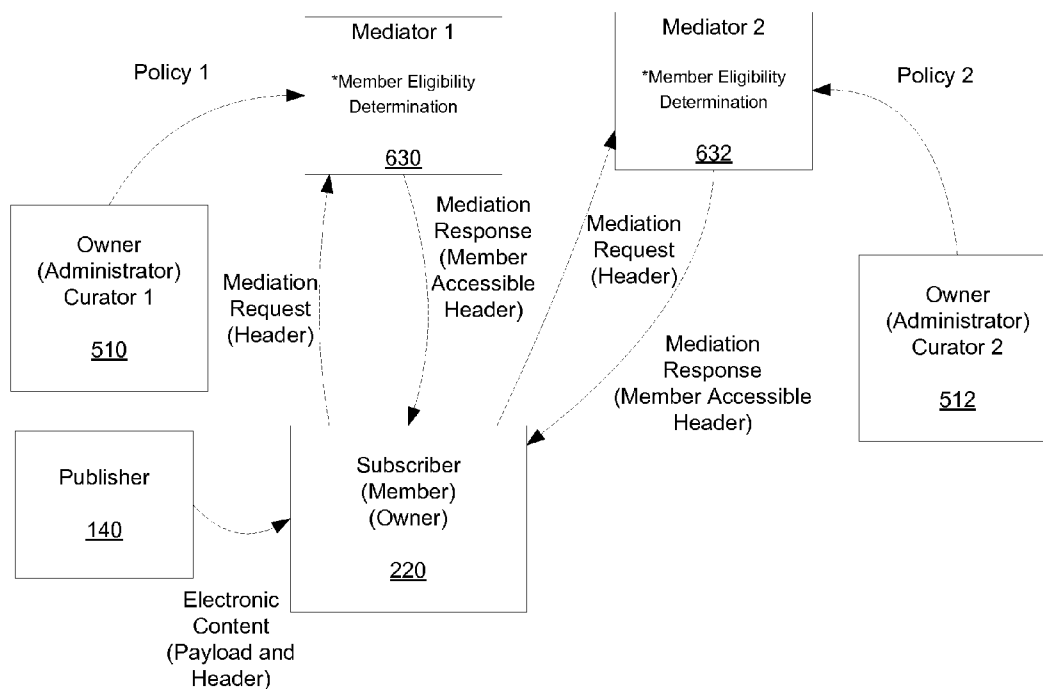 Mediator 1
*Member Eligibility
Determination
630
Mediator 2
*Member Eligibility
Determination
632
Policy 1
Policy 2
Owner
(Administrator)
Curator 1
510
Mediation
Request
(Header)
Mediation
Response
(Member
Accessible
Header)
Mediation
Request
(Header)
Mediation
Response
(Member Accessible
Header)
Owner
(Administrator)
Curator 2
512
Publisher
140
Subscriber
(Member)
(Owner)
220
Electronic
Content
(Payload and
Header)